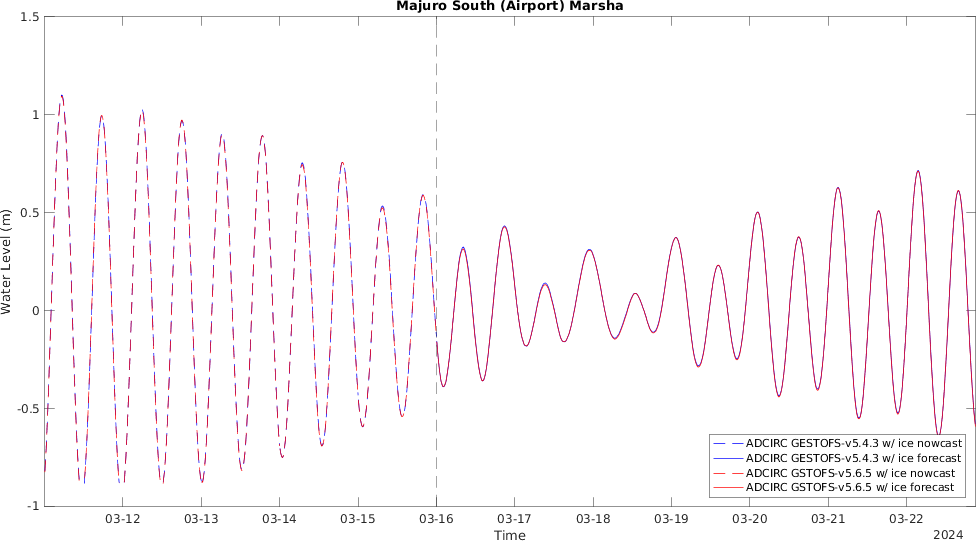 Majuro South (Airport) Marsha
1.5
1
0.5
0
-0.5
-1
Water Level (m)
03-12 03-13 03-14 03-15 03-16 03-17 03-18 03-19 03-20 03-21 03-22
Time
2024
ADCIRC GESTOFS-v5.4.3 w/ ice nowcast
ADCIRC GESTOFS-v5.4.3 w/ ice forecast
ADCIRC GSTOFS-v5.6.5 w/ ice nowcast
ADCIRC GSTOFS-v5.6.5 w/ ice forecast